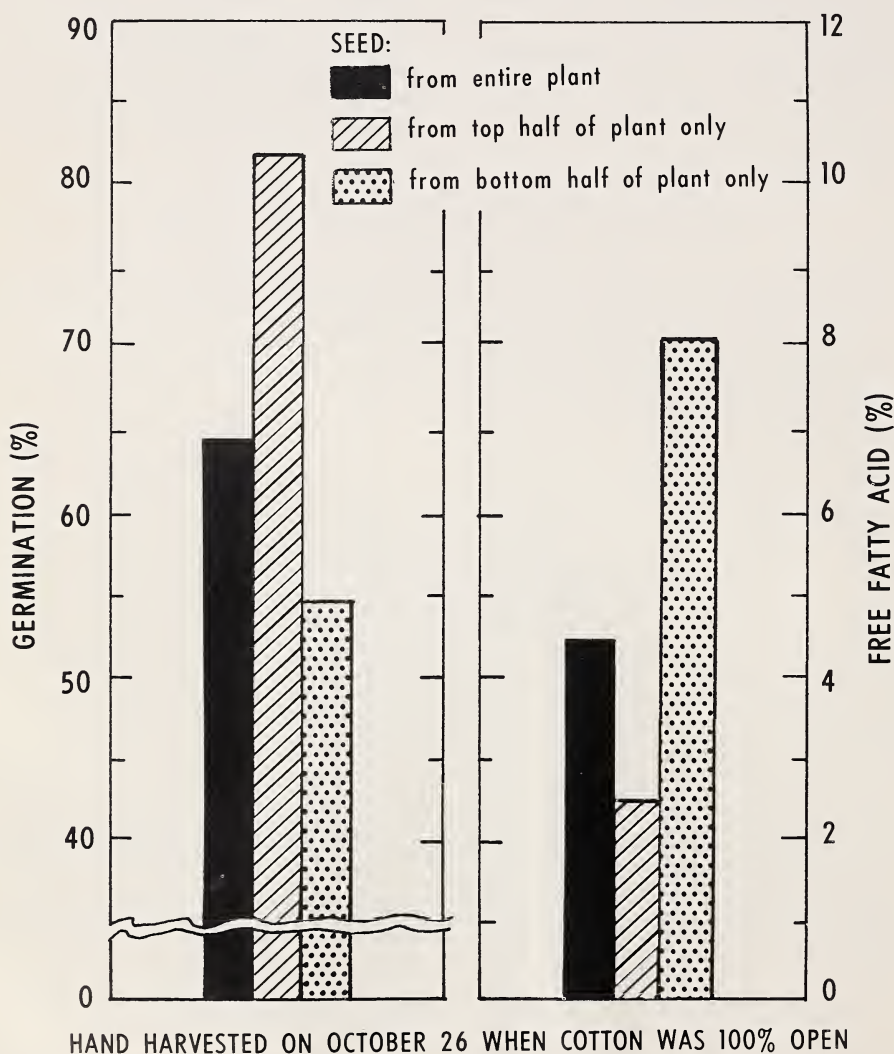 90
80
70
60
50
40
0
GERMINATION (%)
SEED:
from entire plant
from top half of plant only
from bottom half of plant only
12
10
8
6
4
2
0
FREE FATTY ACID (%)
HAND HARVESTED ON OCTOBER 26 WHEN COTTON WAS 100% OPEN